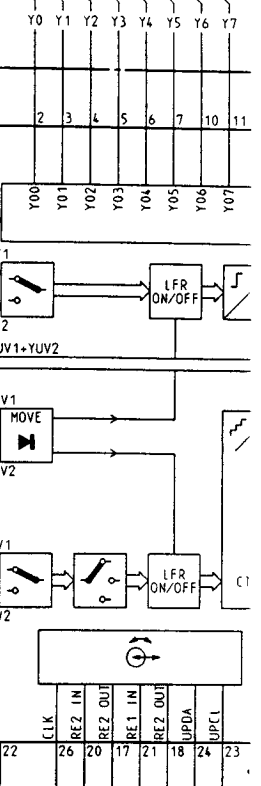 Y0 Y1 Y2 Y3 Y4 Y5 Y6 Y7
2 3 4 5 6 7 10 11
Y00 Y01 Y02 Y03 Y04 Y05 Y06 Y07
LFR
ON/OFF
2
UV1+YUV2
V1
MOVE
V2
LFR
ON/OFF
V2
CLK RE2 IN RE2 OUT RE1 IN RE2 OUT UPDA UPCL
22 26 20 17 21 18 24 23